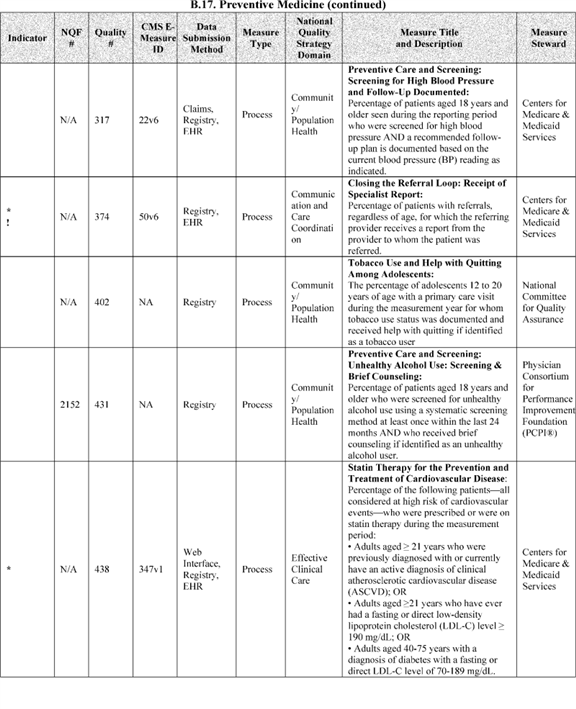 B.17. Preventive Medicine (continued)
Indicator
NQF
#
Quality
#
CMS E-
Measure
ID
Data
Submission
Method
Measure
Type
National
Quality
Strategy
Domain
Measure Title
and Description
Measure
Steward
N/A
317
22v6
Claims,
Registry,
EHR
Process
Communit
y/
Population
Health
Preventive Care and Screening:
Screening for High Blood Pressure
and Follow-Up Documented:
Percentage of patients aged 18 years and
older seen during the reporting period
who were screened for high blood
pressure AND a recommended follow-
up plan is documented based on the
current blood pressure (BP) reading as
indicated.
Centers for
Medicare &
Medicaid
Services
*
!
N/A
374
50v6
Registry,
EHR
Process
Communic
ation and
Care
Coordinati
on
Closing the Referral Loop: Receipt of
Specialist Report:
Percentage of patients with referrals,
regardless of age, for which the referring
provider receives a report from the
provider to whom the patient was
referred.
Centers for
Medicare &
Medicaid
Services
N/A
402
NA
Registry
Process
Communit
y/
Population
Health
Tobacco Use and Help with Quitting
Among Adolescents:
The percentage of adolescents 12 to 20
years of age with a primary care visit
during the measurement year for whom
tobacco use status was documented and
received help with quitting if identified
as a tobacco user
National
Committee
for Quality
Assurance
2152
431
NA
Registry
Process
Communit
y/
Population
Health
Preventive Care and Screening:
Unhealthy Alcohol Use: Screening &
Brief Counseling:
Percentage of patients aged 18 years and
older who were screened for unhealthy
alcohol use using a systematic screening
method at least once within the last 24
months AND who received brief
counseling if identified as an unhealthy
alcohol user.
Physician
Consortium
for
Performance
Improvement
Foundation
(PCPI®)
*
N/A
438
347v1
Web
Interface,
Registry,
EHR
Process
Effective
Clinical
Care
Statin Therapy for the Prevention and
Treatment of Cardiovascular Disease:
Percentage of the following patients—all
considered at high risk of cardiovascular
events—who were prescribed or were on
statin therapy during the measurement
period:
• Adults aged ≥ 21 years who were
previously diagnosed with or currently
have an active diagnosis of clinical
atherosclerotic cardiovascular disease
(ASCVD); OR
• Adults aged ≥21 years who have ever
had a fasting or direct low-density
lipoprotein cholesterol (LDL-C) level ≥
190 mg/dL; OR
• Adults aged 40-75 years with a
diagnosis of diabetes with a fasting or
direct LDL-C level of 70-189 mg/dL.
Centers for
Medicare &
Medicaid
Services